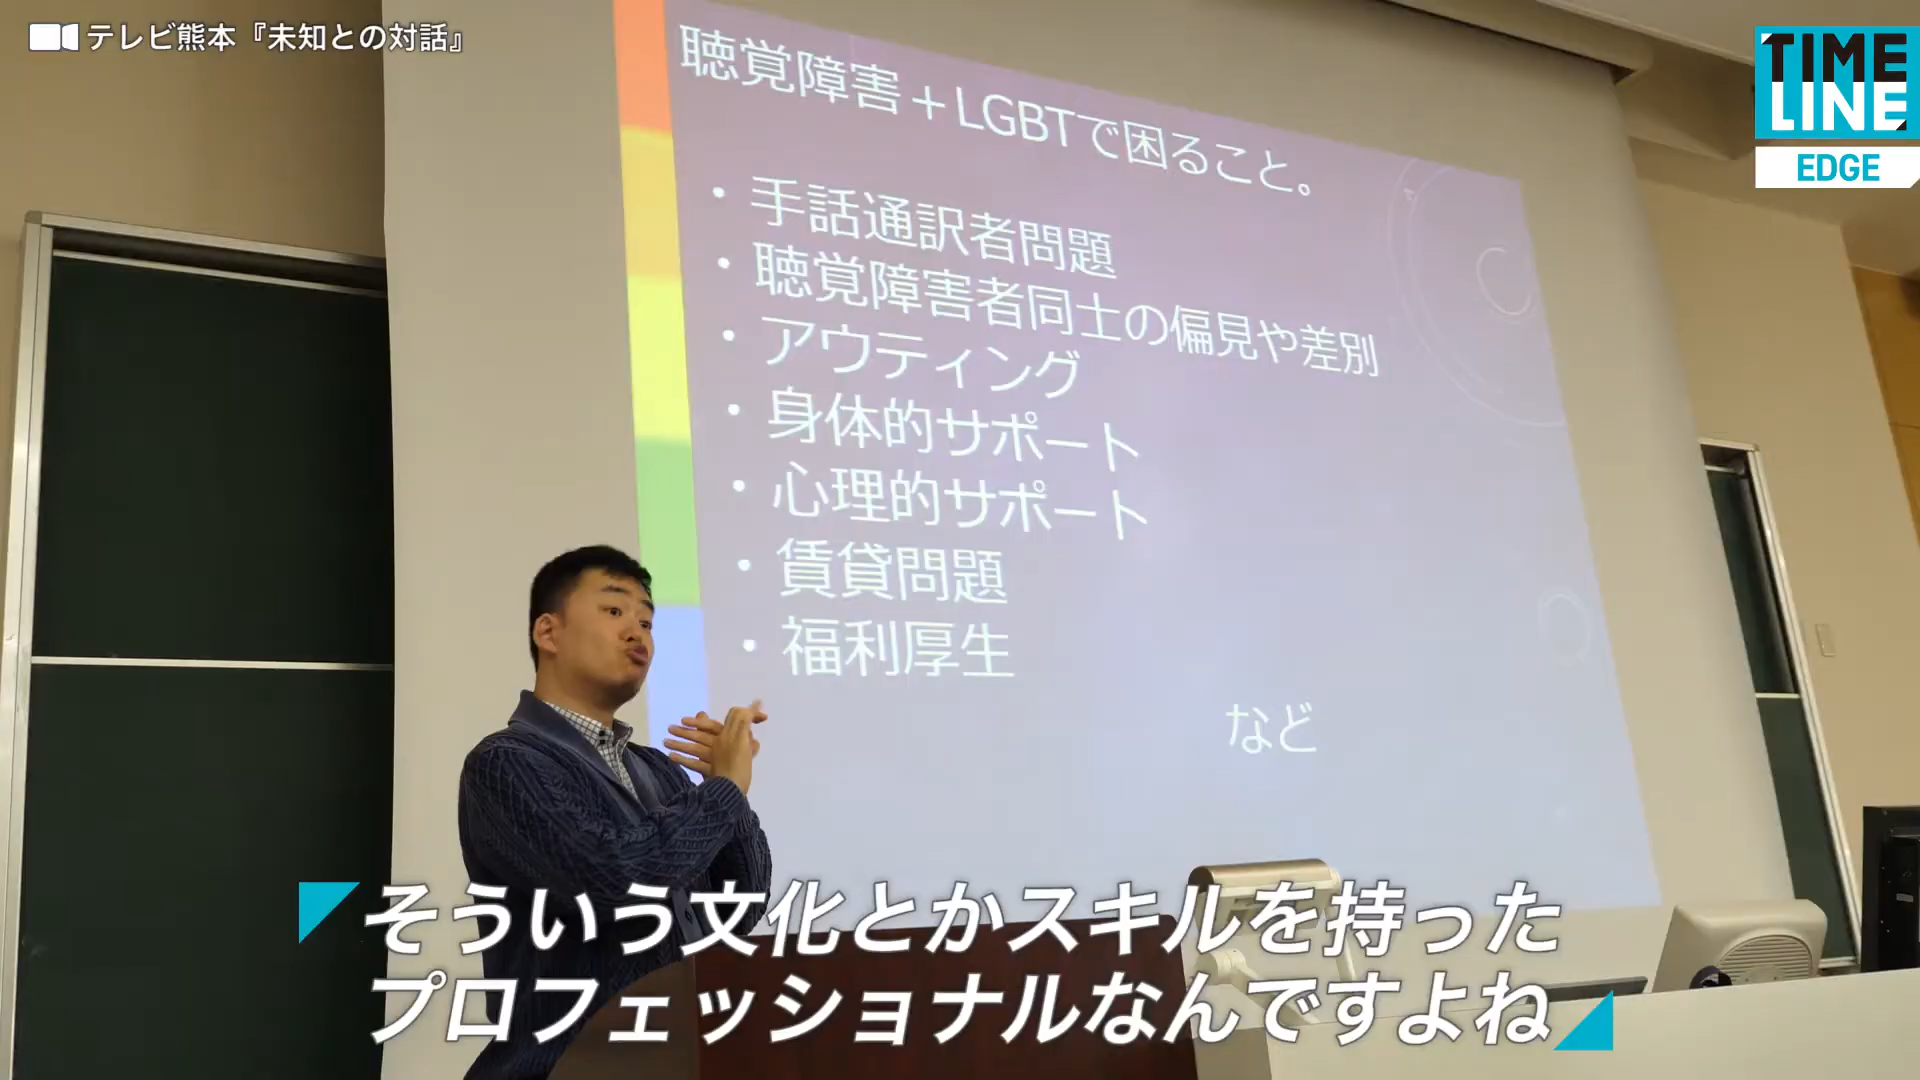 テレビ熊本『未知との対話』
TIME
LINE
EDGE
聴覚障害+LGBTで困ること。
・手話通訳者問題
・聴覚障害者同士の偏見や差別
・アウティング
・身体的サポート
・心理的サポート
・賃貸問題
・福利厚生
など
そういう文化とかスキルを持った
プロフェッショナルなんですよね